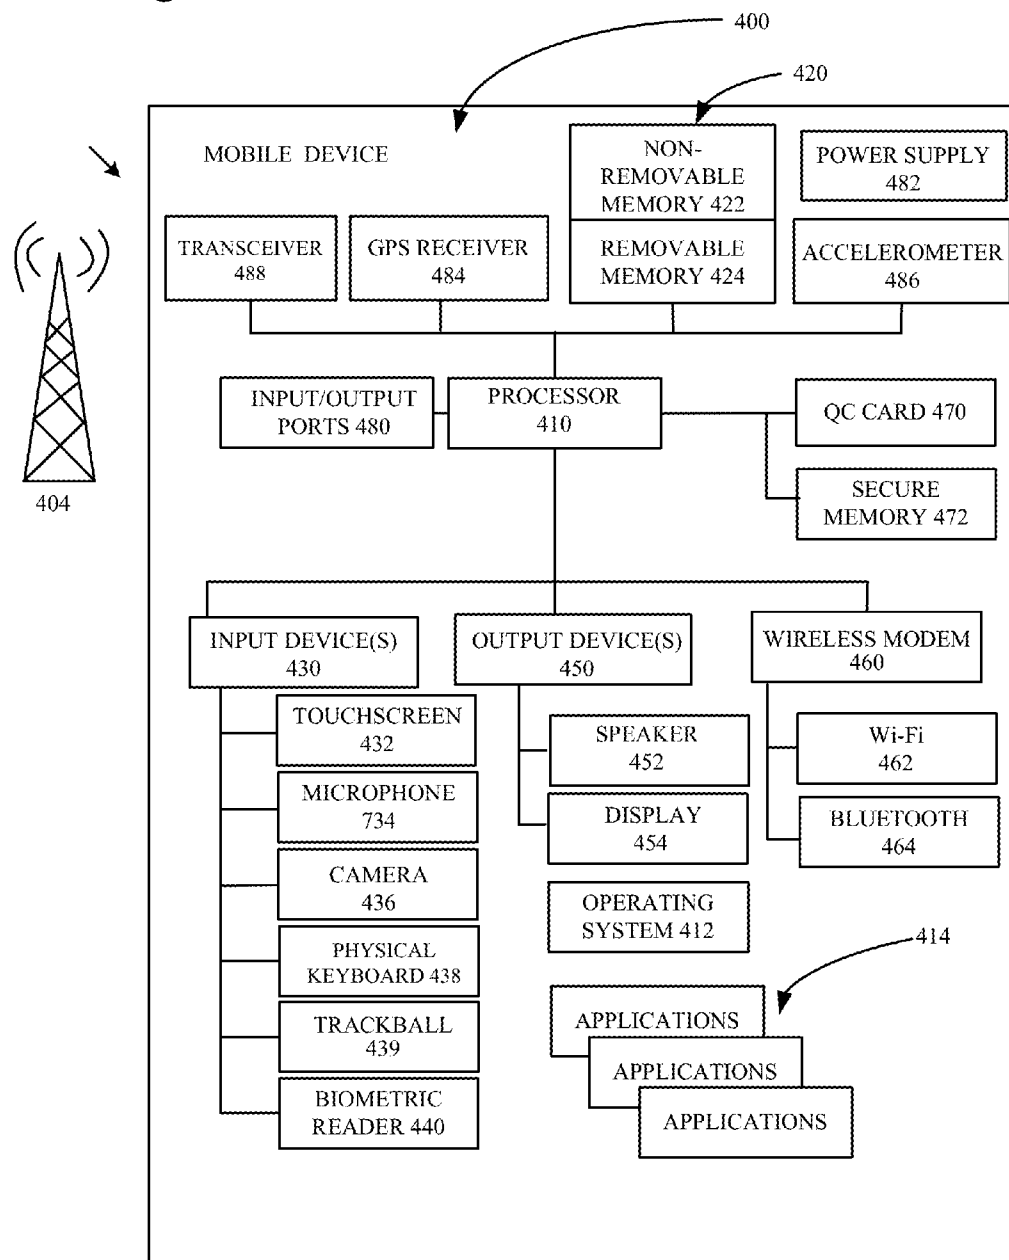 400
420
MOBILE DEVICE
NON-
REMOVABLE
MEMORY 422
POWER SUPPLY
482
TRANSCEIVER
488
GPS RECEIVER
484
REMOVABLE
MEMORY 424
ACCELEROMETER
486
INPUT/OUTPUT
PORTS 480
PROCESSOR
410
QC CARD 470
404
SECURE
MEMORY 472
INPUT DEVICE(S)
430
OUTPUT DEVICE(S)
450
WIRELESS MODEM
460
TOUCHSCREEN
432
SPEAKER
452
Wi-Fi
462
MICROPHONE
734
DISPLAY
454
BLUETOOTH
464
CAMERA
436
OPERATING
SYSTEM 412
PHYSICAL
KEYBOARD 438
414
TRACKBALL
439
APPLICATIONS
APPLICATIONS
APPLICATIONS
BIOMETRIC
READER 440